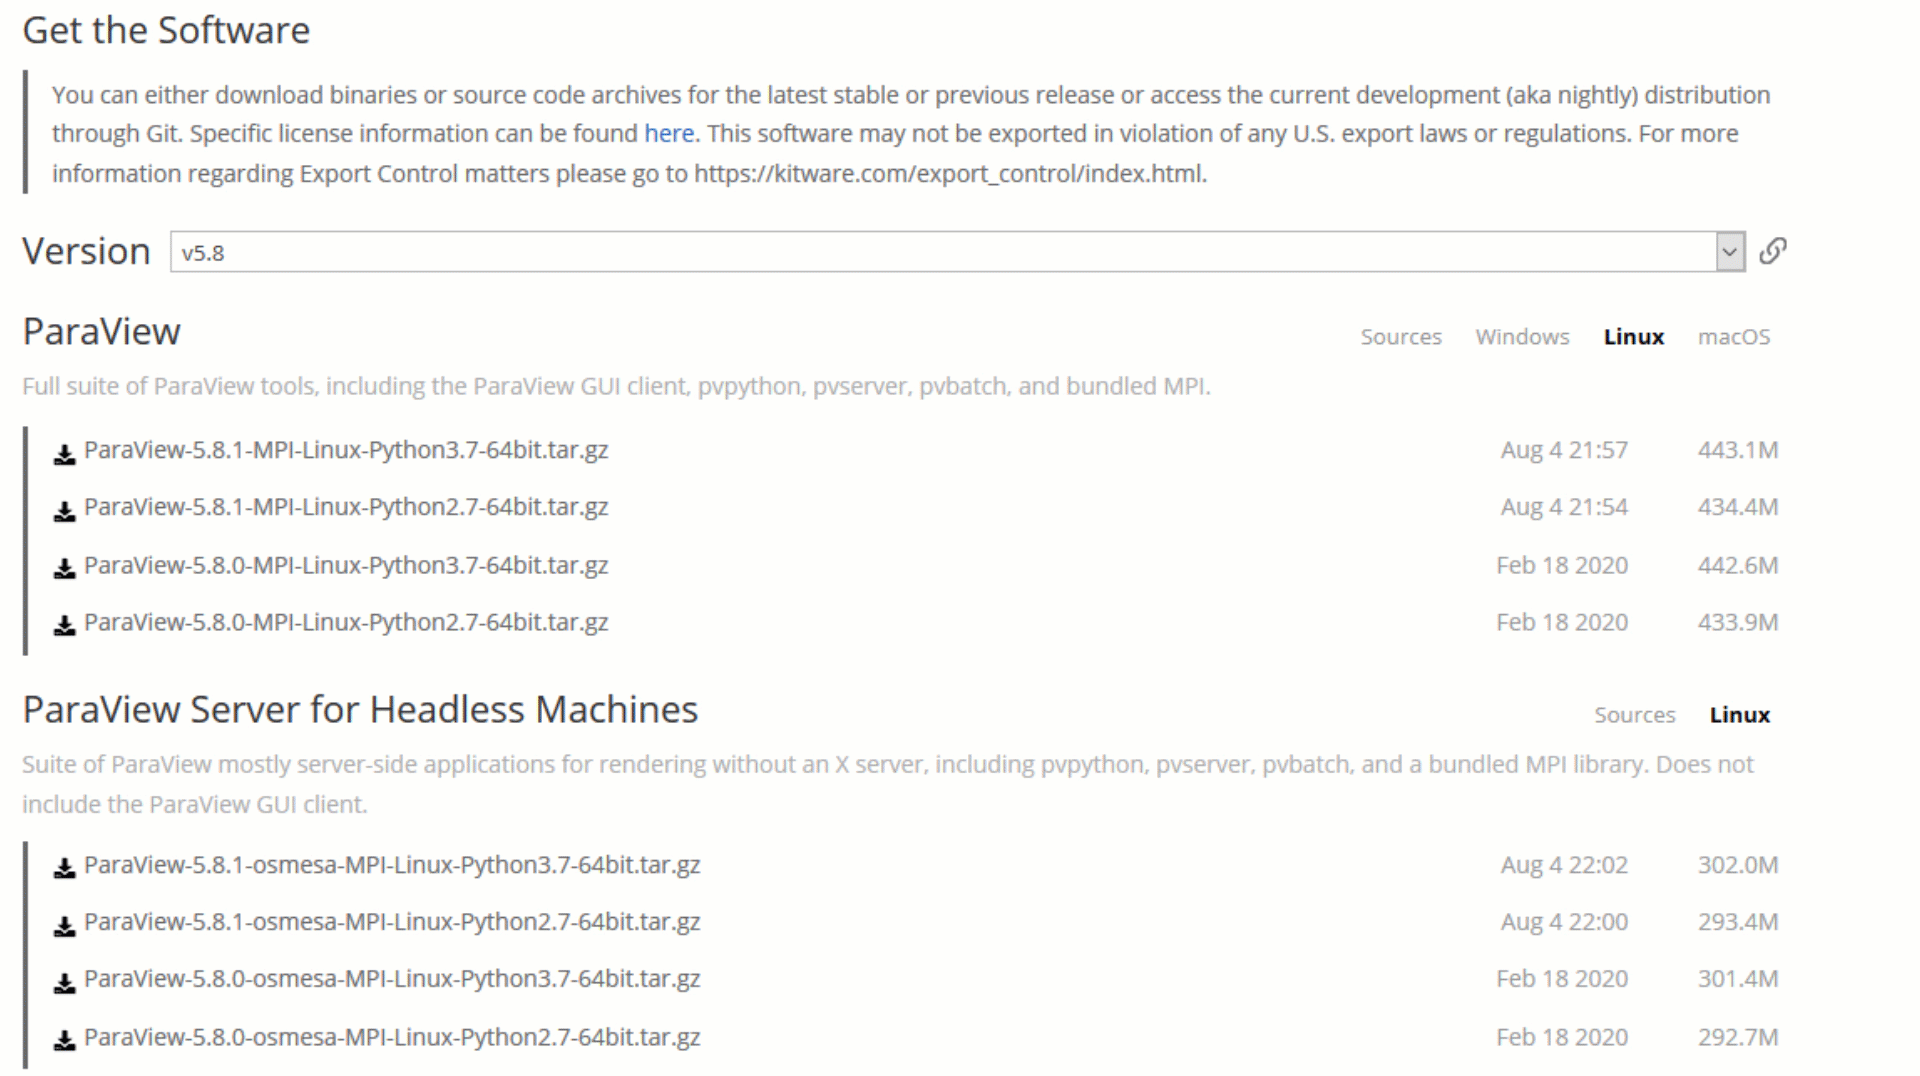 Get the Software
You can either download binaries or source code archives for the latest stable or previous release or access the current development (aka nightly) distribution
through Git. Specific license information can be found here. This software may not be exported in violation of any U.S. export laws or regulations. For more
information regarding Export Control matters please go to https://kitware.com/export_control/index.html.
Version v5.8
ParaView Sources Windows Linux macOS
Full suite of ParaView tools, including the ParaView GUI client, pvpython, pvserver, pvbatch, and bundled MPI.
ParaView-5.8.1-MPI-Linux-Python3.7-64bit.tar.gz Aug 4 21:57 443.1M
ParaView-5.8.1-MPI-Linux-Python2.7-64bit.tar.gz Aug 4 21:54 434.4M
ParaView-5.8.0-MPI-Linux-Python3.7-64bit.tar.gz Feb 18 2020 442.6M
ParaView-5.8.0-MPI-Linux-Python2.7-64bit.tar.gz Feb 18 2020 433.9M
ParaView Server for Headless Machines Sources Linux
Suite of ParaView mostly server-side applications for rendering without an X server, including pvpython, pvserver, pvbatch, and a bundled MPI library. Does not
include the ParaView GUI client.
ParaView-5.8.1-osmesa-MPI-Linux-Python3.7-64bit.tar.gz Aug 4 22:02 302.0M
ParaView-5.8.1-osmesa-MPI-Linux-Python2.7-64bit.tar.gz Aug 4 22:00 293.4M
ParaView-5.8.0-osmesa-MPI-Linux-Python3.7-64bit.tar.gz Feb 18 2020 301.4M
ParaView-5.8.0-osmesa-MPI-Linux-Python2.7-64bit.tar.gz Feb 18 2020 292.7M